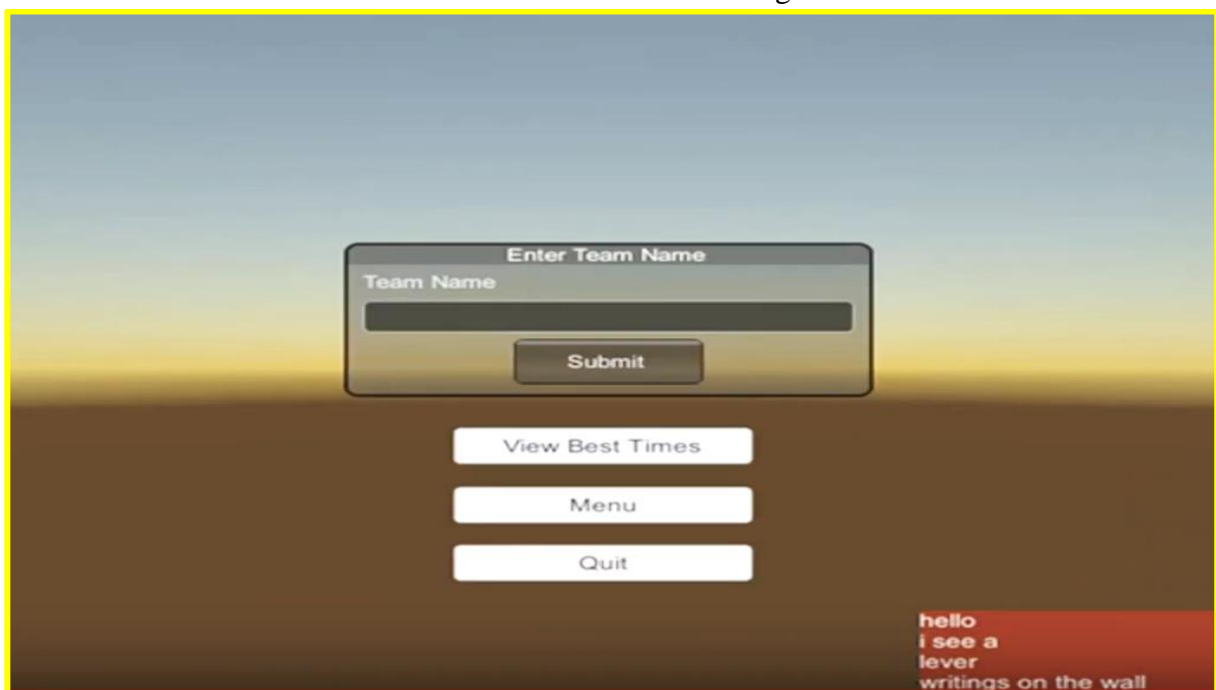 Enter Team Name
Team Name
Submit
View Best Times
Menu
Quit
hello
i see a
lever
writings on the wall